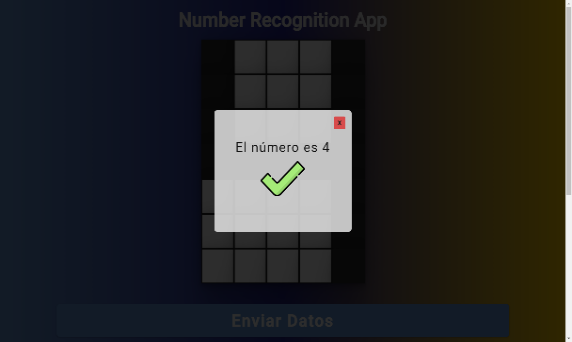 Number Recognition App
x
El número es 4
Enviar Datos